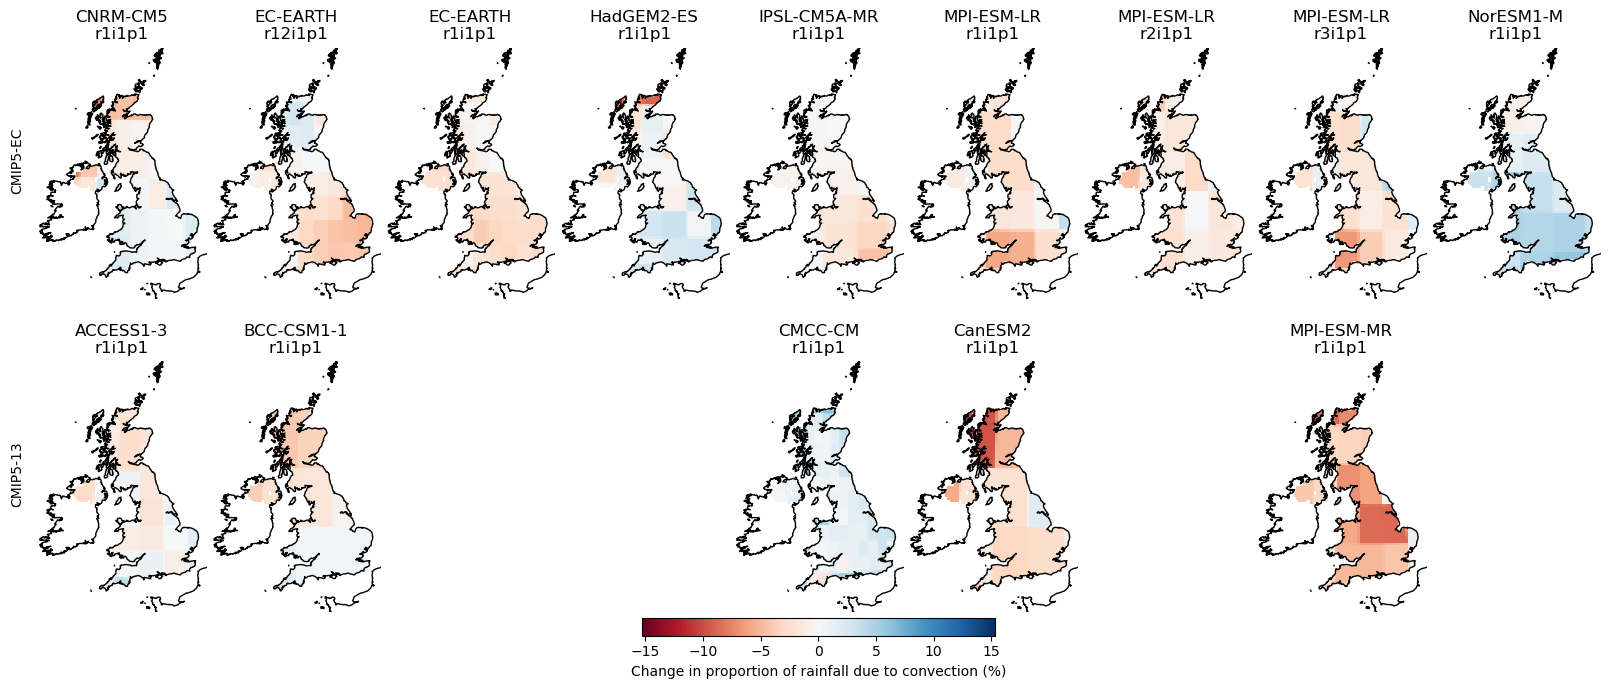 CNRM-CM5
r1i1p1
EC-EARTH
r12i1p1
EC-EARTH
r1i1p1
HadGEM2-ES
r1i1p1
IPSL-CM5A-MR
r1i1p1
MPI-ESM-LR
r1i1p1
MPI-ESM-LR
r2i1p1
MPI-ESM-LR
r3i1p1
NorESM1-M
r1i1p1
CMIP5-EC
ACCESS1-3
r1i1p1
BCC-CSM1-1
r1i1p1
CMCC-CM
r1i1p1
CanESM2
r1i1p1
MPI-ESM-MR
r1i1p1
CMIP5-13
−15 −10 −5 0 5 10 15
Change in proportion of rainfall due to convection (%)